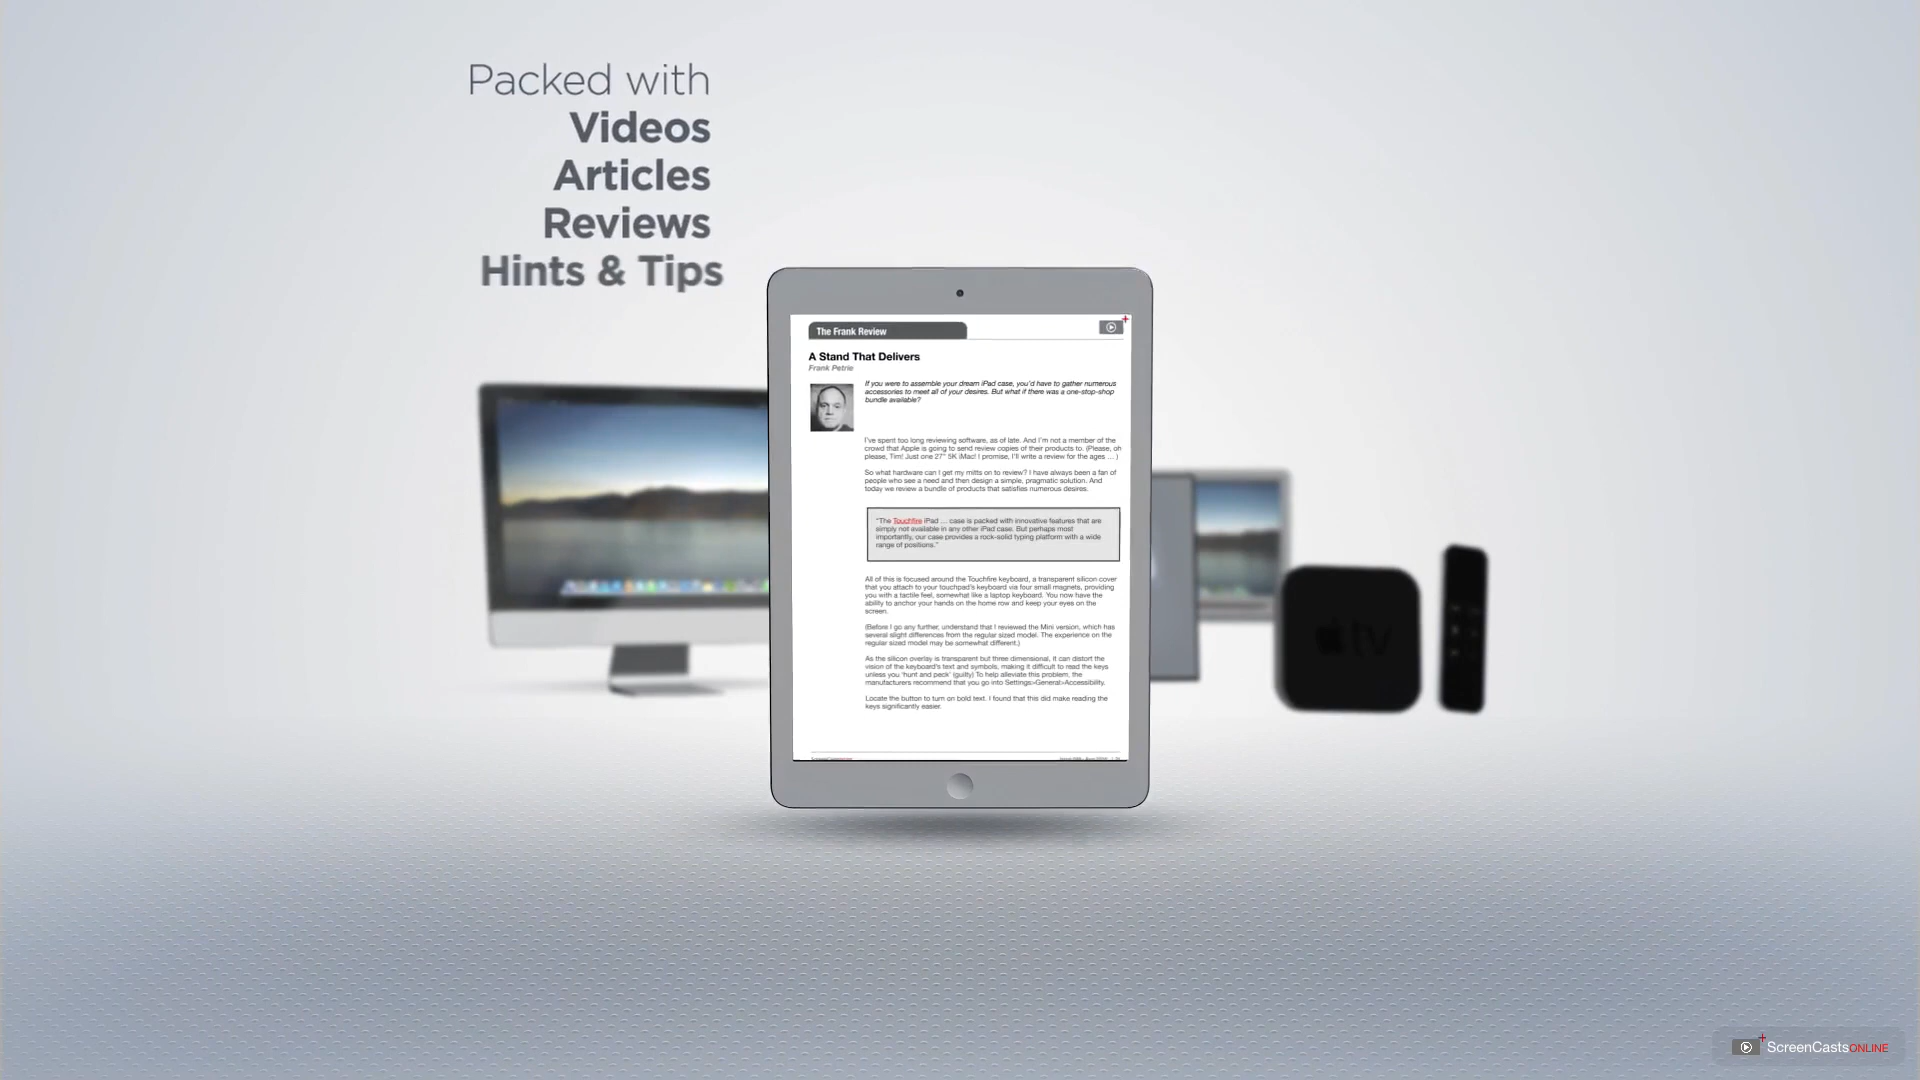 Packed with
Videos
Articles
Reviews
Hints & Tips
The Frank Review
A Stand That Delivers
Frank Petrie
If you were to assemble your dream iPad case, you'd have to gather numerous
accessories to meet all of your desires. But what if there was a one-stop-shop
bundle available?
I've spent too long reviewing software, as of late. And I'm not a member of the
crowd that Apple is going to send review copies of their products to. (Please, oh
please, Tim! Just one 27" 5K iMac! I promise, I'll write a review for the ages ... )
So what hardware can I get my mitts on to review? I have always been a fan of
people who see a need and then design a simple, pragmatic solution. And
today we review a bundle of products that satisfies numerous desires.
"The Touchfire iPad ... case is packed with innovative features that are
simply not available in any other iPad case. But perhaps most
importantly, our case provides a rock-solid typing platform with a wide
range of positions."
All of this is focused around the Touchfire keyboard, a transparent silicon cover
that you attach to your touchpad's keyboard via four small magnets, providing
you with a tactile feel, somewhat like a laptop keyboard. You now have the
ability to anchor your hands on the home row and keep your eyes on the
screen.
(Before I go any further, understand that I reviewed the Mini version, which has
several slight differences from the regular sized model. The experience on the
regular sized model may be somewhat different.)
As the silicon overlay is transparent but three dimensional, it can distort the
vision of the keyboard's text and symbols, making it difficult to read the keys
unless you 'hunt and peck' (guilty) To help alleviate this problem, the
manufacturers recommend that you go into Settings>General>Accessibility.
Locate the button to turn on bold text. I found that this did make reading the
keys significantly easier.
tv
ScreenCastsONLINE